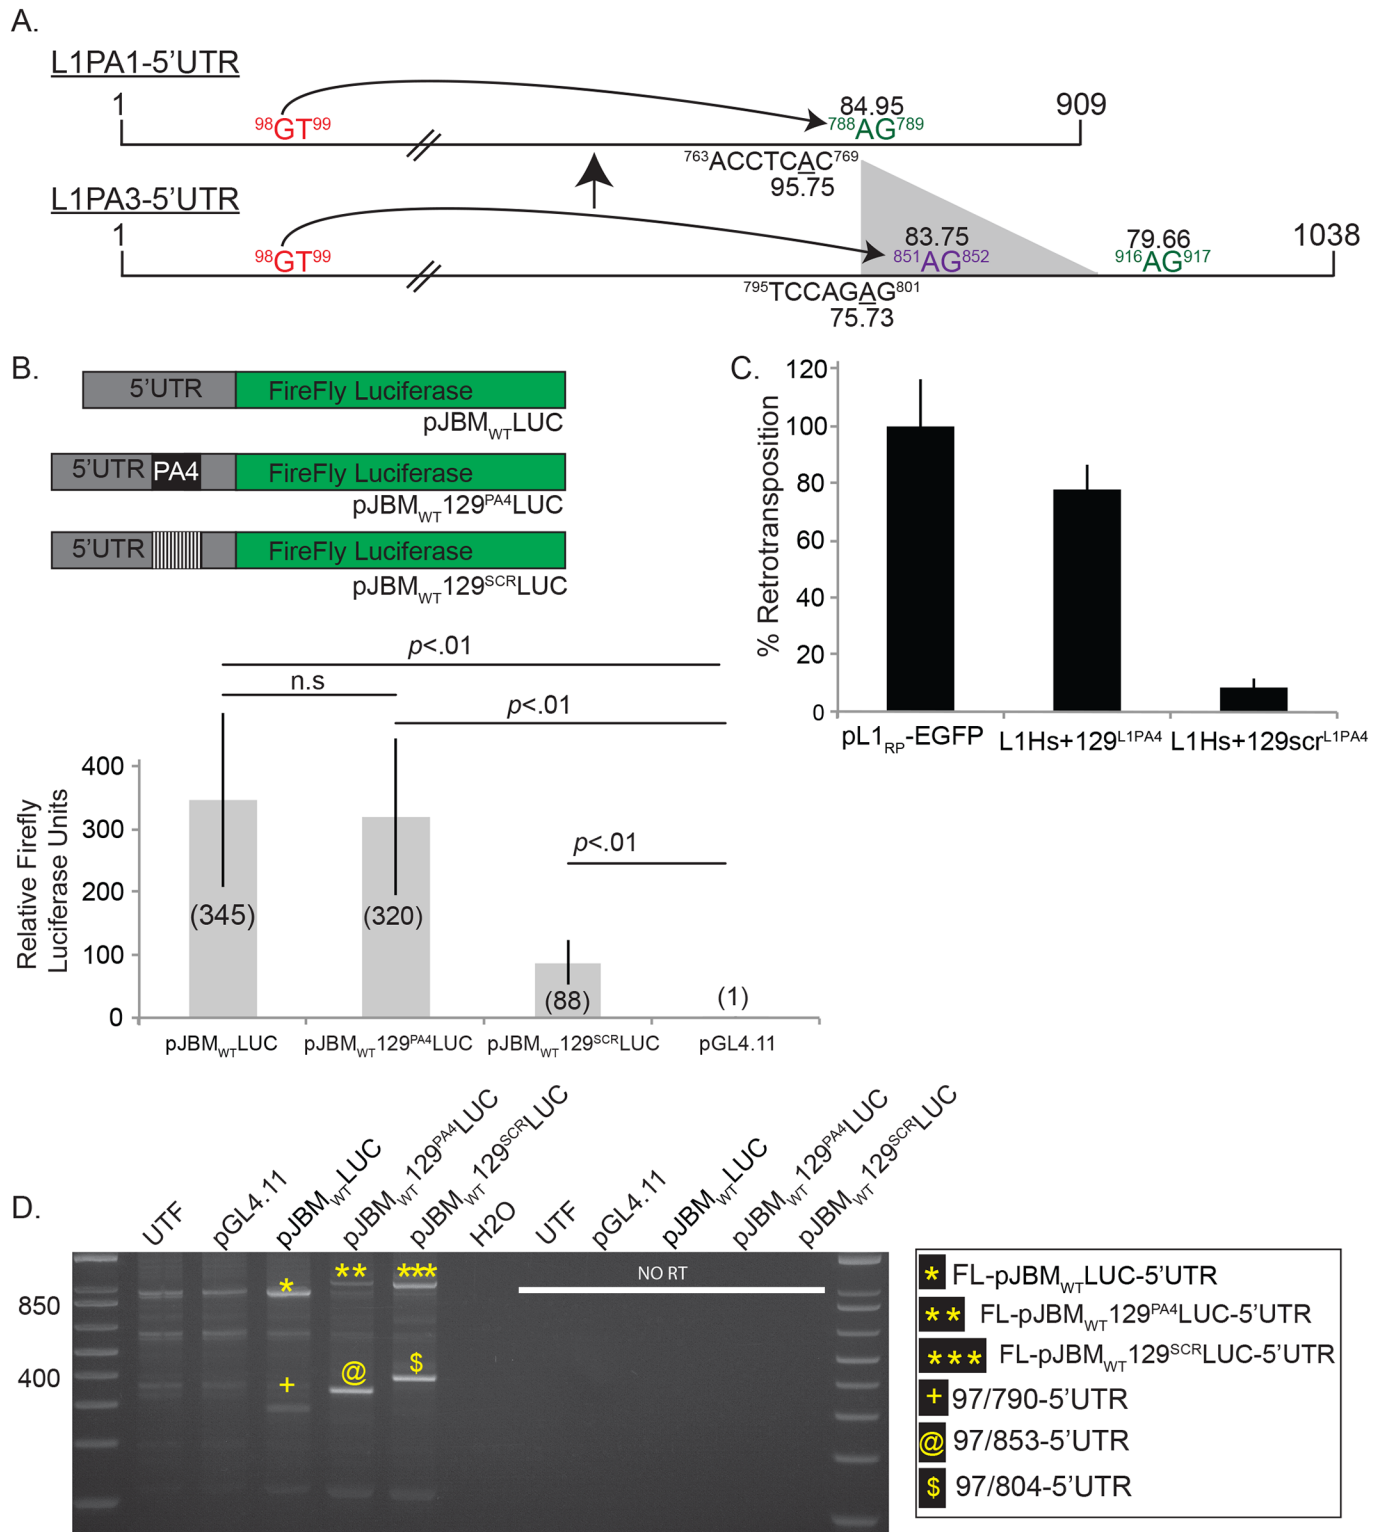 A.
L1PA1-5'UTR
1
98GT99
84.95
788AG789
909
763ACCTCAC769
95.75
L1PA3-5'UTR
1
98GT99
83.75
851AG852
79.66
916AG917
1038
795TCCAGAG801
75.73
B.
5'UTR FireFly Luciferase
pJBMWTLUC
5'UTR PA4 FireFly Luciferase
pJBMWT129PA4LUC
5'UTR FireFly Luciferase
pJBMWT129SCRLUC
p<.01
n.s
p<.01
p<.01
Relative Firefly
Luciferase Units
400
300
200
100
0
(345)
(320)
(88)
(1)
pJBMWTLUC
pJBMWT129PA4LUC
pJBMWT129SCRLUC
pGL4.11
C.
% Retrotransposition
120
100
80
60
40
20
0
pL1RP-EGFP
L1Hs+129L1PA4
L1Hs+129scrL1PA4
D.
UTF
pGL4.11
pJBMWTLUC
pJBMWT129PA4LUC
pJBMWT129SCRLUC
H2O
UTF
pGL4.11
pJBMWTLUC
pJBMWT129PA4LUC
pJBMWT129SCRLUC
850
400
*
**
***
+
@
$
NO RT
* FL-pJBMWTLUC-5'UTR
** FL-pJBMWT129PA4LUC-5'UTR
*** FL-pJBMWT129SCRLUC-5'UTR
+ 97/790-5'UTR
@ 97/853-5'UTR
$ 97/804-5'UTR